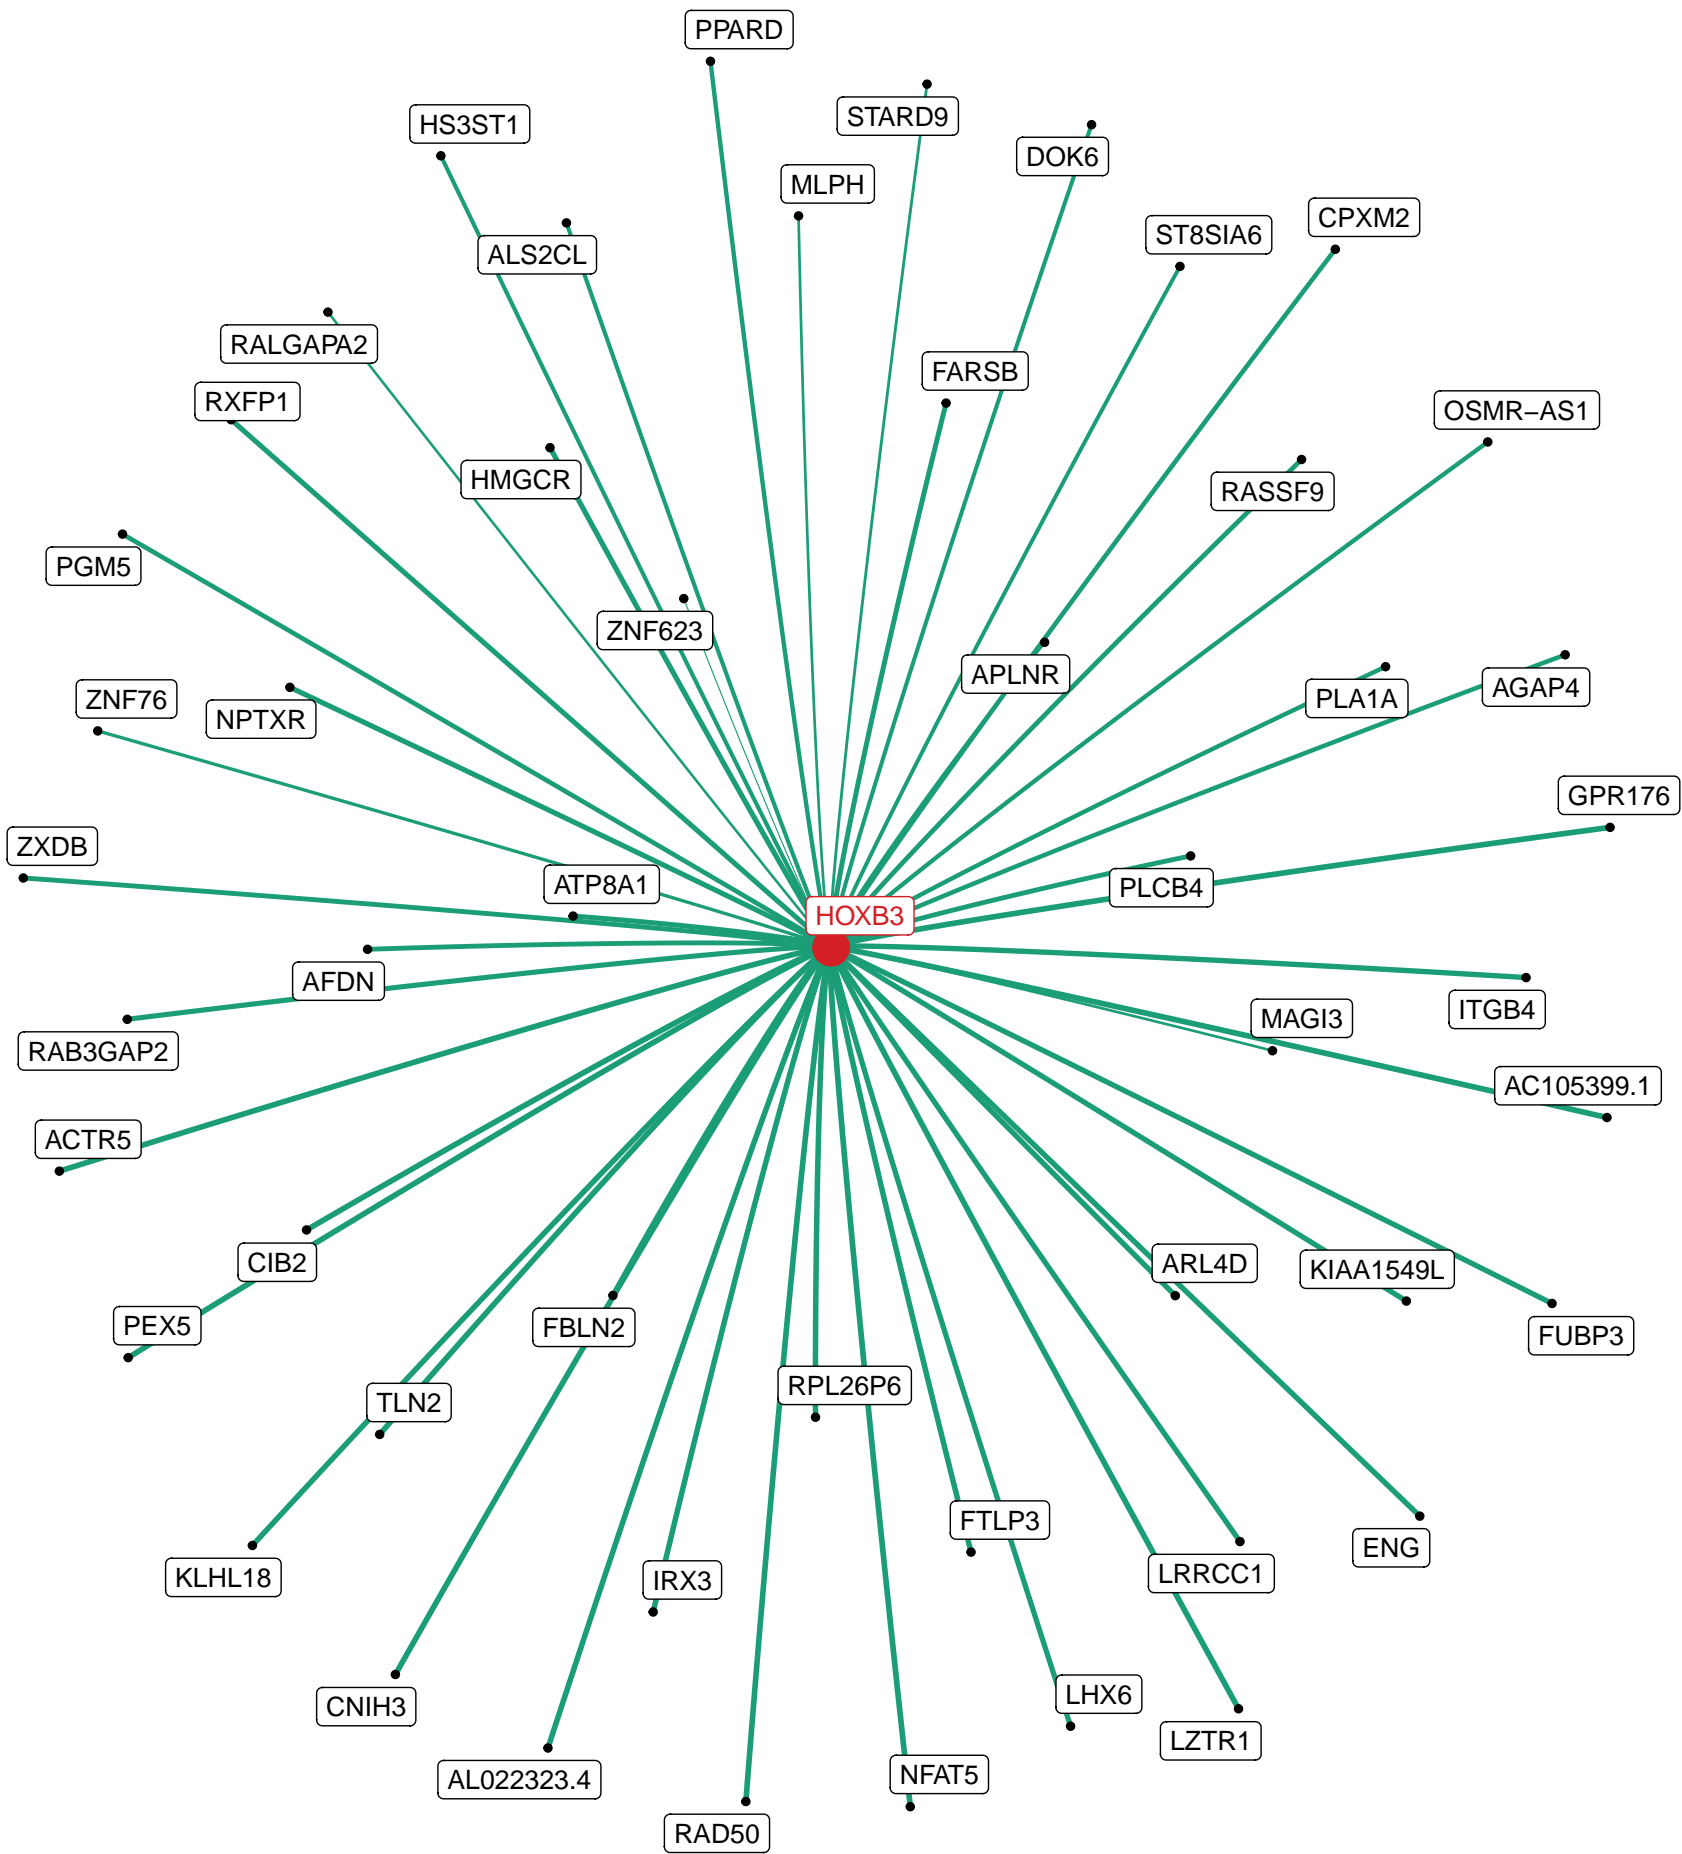 PPARD
STARD9
HS3ST1
DOK6
MLPH
CPXM2
ST8SIA6
ALS2CL
RALGAPA2
FARSB
RXFP1
OSMR−AS1
HMGCR
RASSF9
PGM5
ZNF623
APLNR
AGAP4
ZNF76
PLA1A
NPTXR
GPR176
ZXDB
ATP8A1
PLCB4
HOXB3
AFDN
ITGB4
MAGI3
RAB3GAP2
AC105399.1
ACTR5
CIB2
ARL4D
KIAA1549L
PEX5
FBLN2
FUBP3
RPL26P6
TLN2
FTLP3
ENG
LRRCC1
KLHL18
IRX3
LHX6
CNIH3
LZTR1
NFAT5
AL022323.4
RAD50